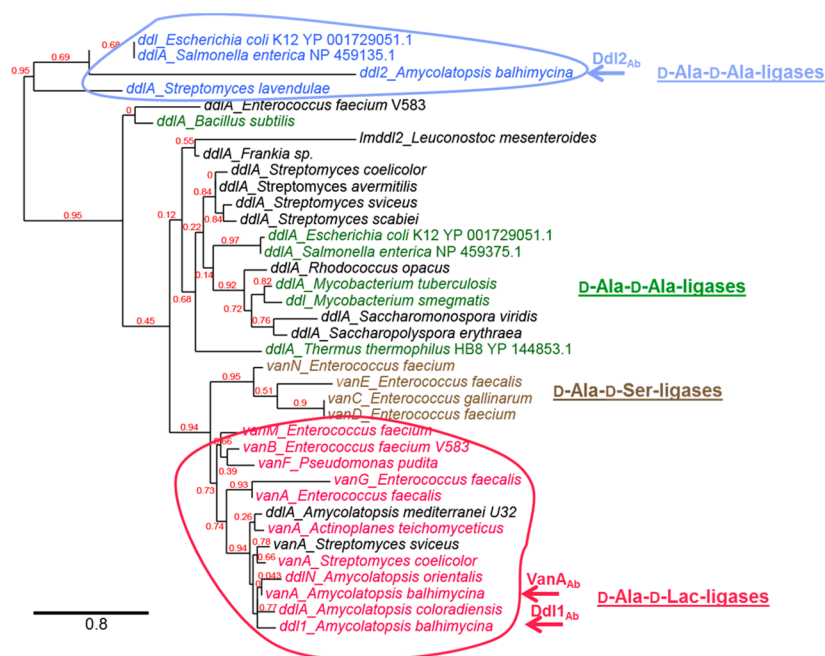 0.68
ddl_Escherichia coli K12 YP 001729051.1
ddlA_Salmonella enterica NP 459135.1
0.69
Ddl2Ab
0.95
ddl2_Amycolatopsis balhimycina
D-Ala-D-Ala-ligases
ddlA_Streptomyces lavendulae
0
ddlA_Enterococcus faecium V583
ddlA_Bacillus subtilis
0.55
lmddl2_Leuconostoc mesenteroides
ddlA_Frankia sp.
0
ddlA_Streptomyces coelicolor
0.84
ddlA_Streptomyces avermitilis
ddlA_Streptomyces sviceus
0.95
0.12
0.22
0.84
ddlA_Streptomyces scabiei
0.97
ddlA_Escherichia coli K12 YP 001729051.1
ddlA_Salmonella enterica NP 459375.1
0.14
ddlA_Rhodococcus opacus
0.92
0.82
ddlA_Mycobacterium tuberculosis
D-Ala-D-Ala-ligases
0.68
0.72
ddl_Mycobacterium smegmatis
0.76
ddlA_Saccharomonospora viridis
0.45
ddlA_Saccharopolyspora erythraea
ddlA_Thermus thermophilus HB8 YP 144853.1
vanN_Enterococcus faecium
0.95
0.51
vanE_Enterococcus faecalis
D-Ala-D-Ser-ligases
0.9
vanC_Enterococcus gallinarum
vanD_Enterococcus faecium
0.94
vanM_Enterococcus faecium
0.66
vanB_Enterococcus faecium V583
0.39
vanF_Pseudomonas pudita
0.73
0.93
vanG_Enterococcus faecalis
vanA_Enterococcus faecalis
0.74
0.26
ddlA_Amycolatopsis mediterranei U32
vanA_Actinoplanes teichomyceticus
0.94
0.78
vanA_Streptomyces sviceus
0.66
vanA_Streptomyces coelicolor
0.043
ddlN_Amycolatopsis orientalis
VanAAb
0
vanA_Amycolatopsis balhimycina
D-Ala-D-Lac-ligases
0.77
ddlA_Amycolatopsis coloradiensis
Ddl1Ab
ddl1_Amycolatopsis balhimycina
0.8